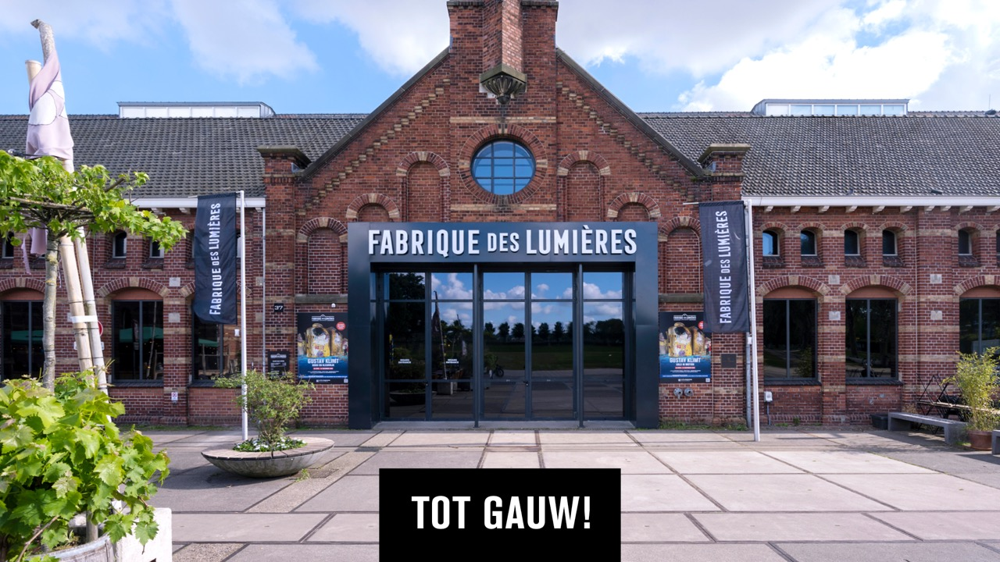 FABRIQUE DES LUMIÈRES
FABRIQUE DES LUMIÈRES
FABRIQUE DES LUMIÈRES
37
GUSTAV KLIMT
GUSTAV KLIMT
TOT GAUW!